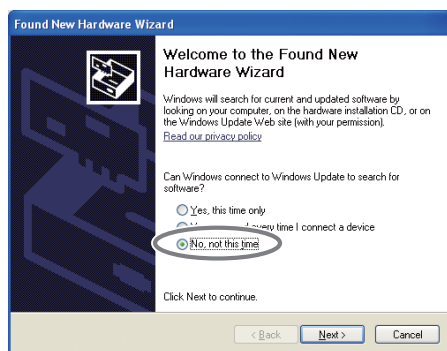 Found New Hardware Wizard
Welcome to the Found New
Hardware Wizard
Windows will search for current and updated software by
looking on your computer, on the hardware installation CD, or on
the Windows Update Web site (with your permission).
Read our privacy policy
Can Windows connect to Windows Update to search for
software?
Yes, this time only
every time I connect a device
No, not this time
Click Next to continue.
< Back
Next >
Cancel